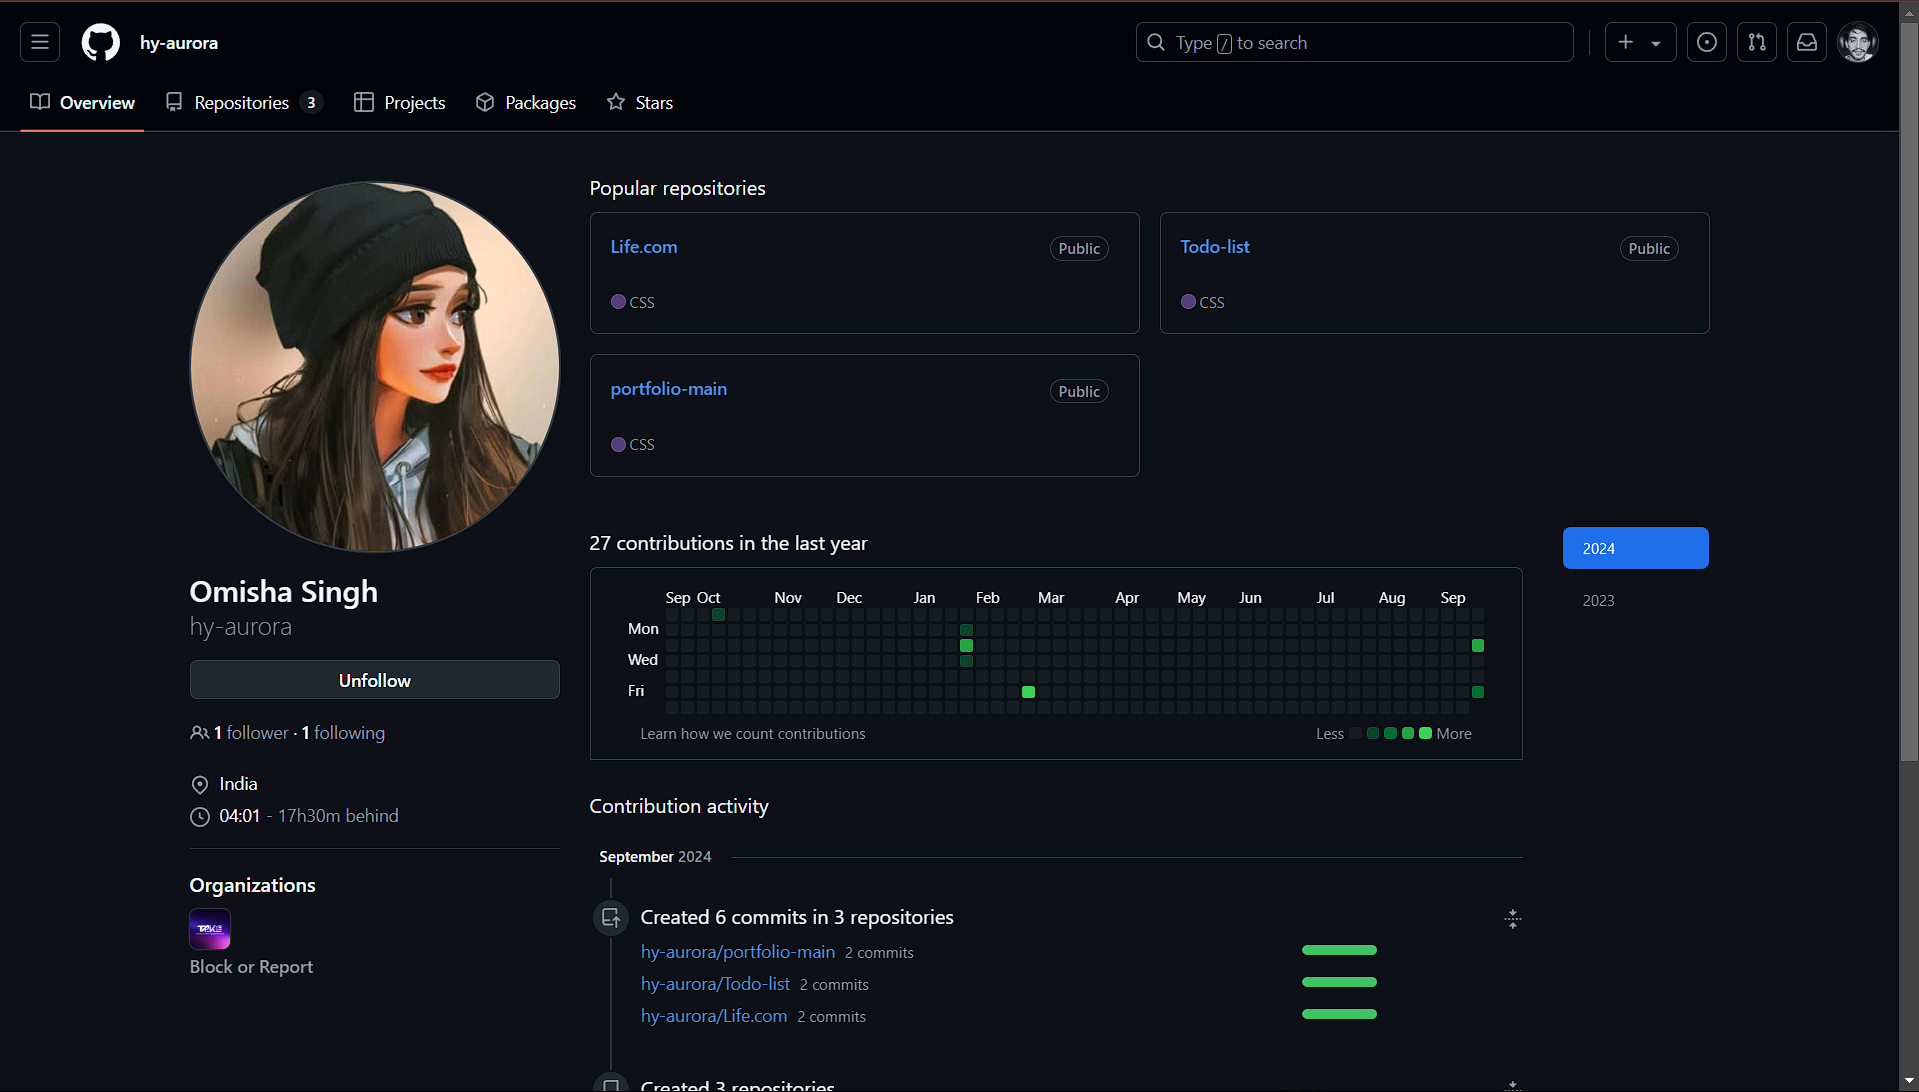 hy-aurora
Type / to search
Overview
Repositories 3
Projects
Packages
Stars
Popular repositories
Life.com
Public
CSS
Todo-list
Public
CSS
portfolio-main
Public
CSS
27 contributions in the last year
2024
2023
Sep Oct Nov Dec Jan Feb Mar Apr May Jun Jul Aug Sep
Mon
Wed
Fri
Learn how we count contributions
Less More
Omisha Singh
hy-aurora
Unfollow
1 follower · 1 following
India
04:01 - 17h30m behind
Organizations
Block or Report
Contribution activity
September 2024
Created 6 commits in 3 repositories
hy-aurora/portfolio-main 2 commits
hy-aurora/Todo-list 2 commits
hy-aurora/Life.com 2 commits
Created 3 repositories